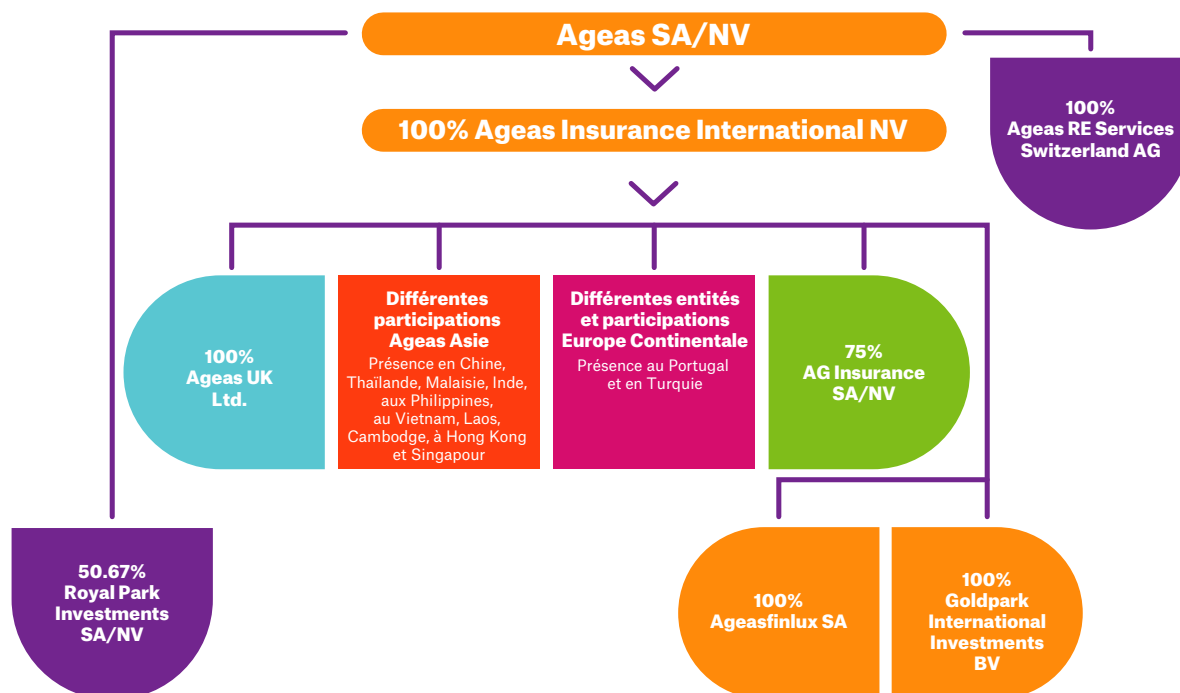 Ageas SA/NV
100% Ageas Insurance International NV
100%
Ageas RE Services
Switzerland AG
100%
Ageas UK
Ltd.
Différentes
participations
Ageas Asie
Présence en Chine,
Thaïlande, Malaisie, Inde,
aux Philippines,
au Vietnam, Laos,
Cambodge, à Hong Kong
et Singapour
Différentes entités
et participations
Europe Continentale
Présence au Portugal
et en Turquie
75%
AG Insurance
SA/NV
50.67%
Royal Park
Investments
SA/NV
100%
Ageasfinlux SA
100%
Goldpark
International
Investments
BV